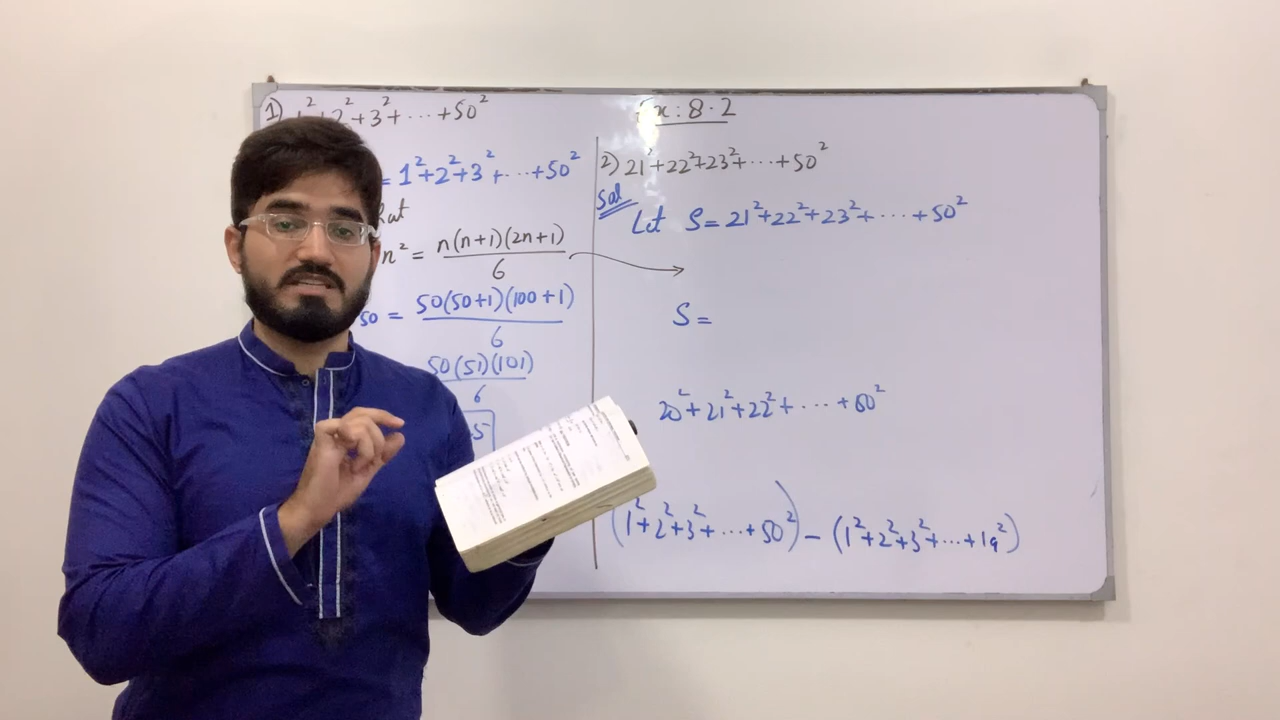 1) 1²+2²+3²+ ··· +50²
= 1²+2²+3²+ ··· +50²
n² = n(n+1)(2n+1)/6
50 = 50(50+1)(100+1)/6
50(51)(101)/6
5
Ex: 8·2
2) 21²+22²+23²+ ··· +50²
Sol
Let S = 21²+22²+23²+ ··· +50²
S =
20²+21²+22²+ ··· +50²
(1²+2²+3²+ ··· +50²) – (1²+2²+3²+ ··· +19²)